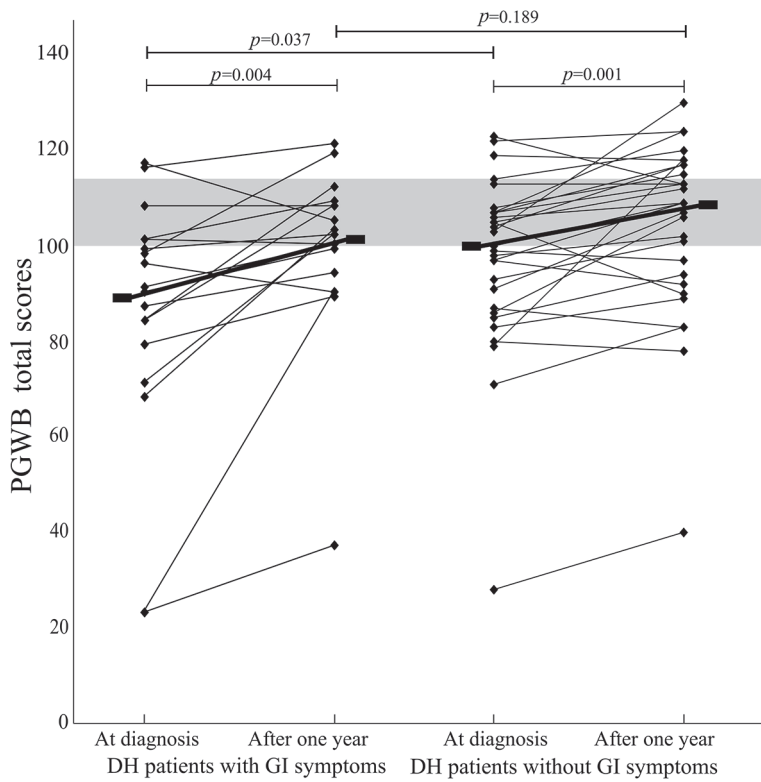 p=0.189
p=0.037
p=0.004
p=0.001
140
120
100
80
60
40
20
0
PGWB total scores
At diagnosis
After one year
At diagnosis
After one year
DH patients with GI symptoms
DH patients without GI symptoms